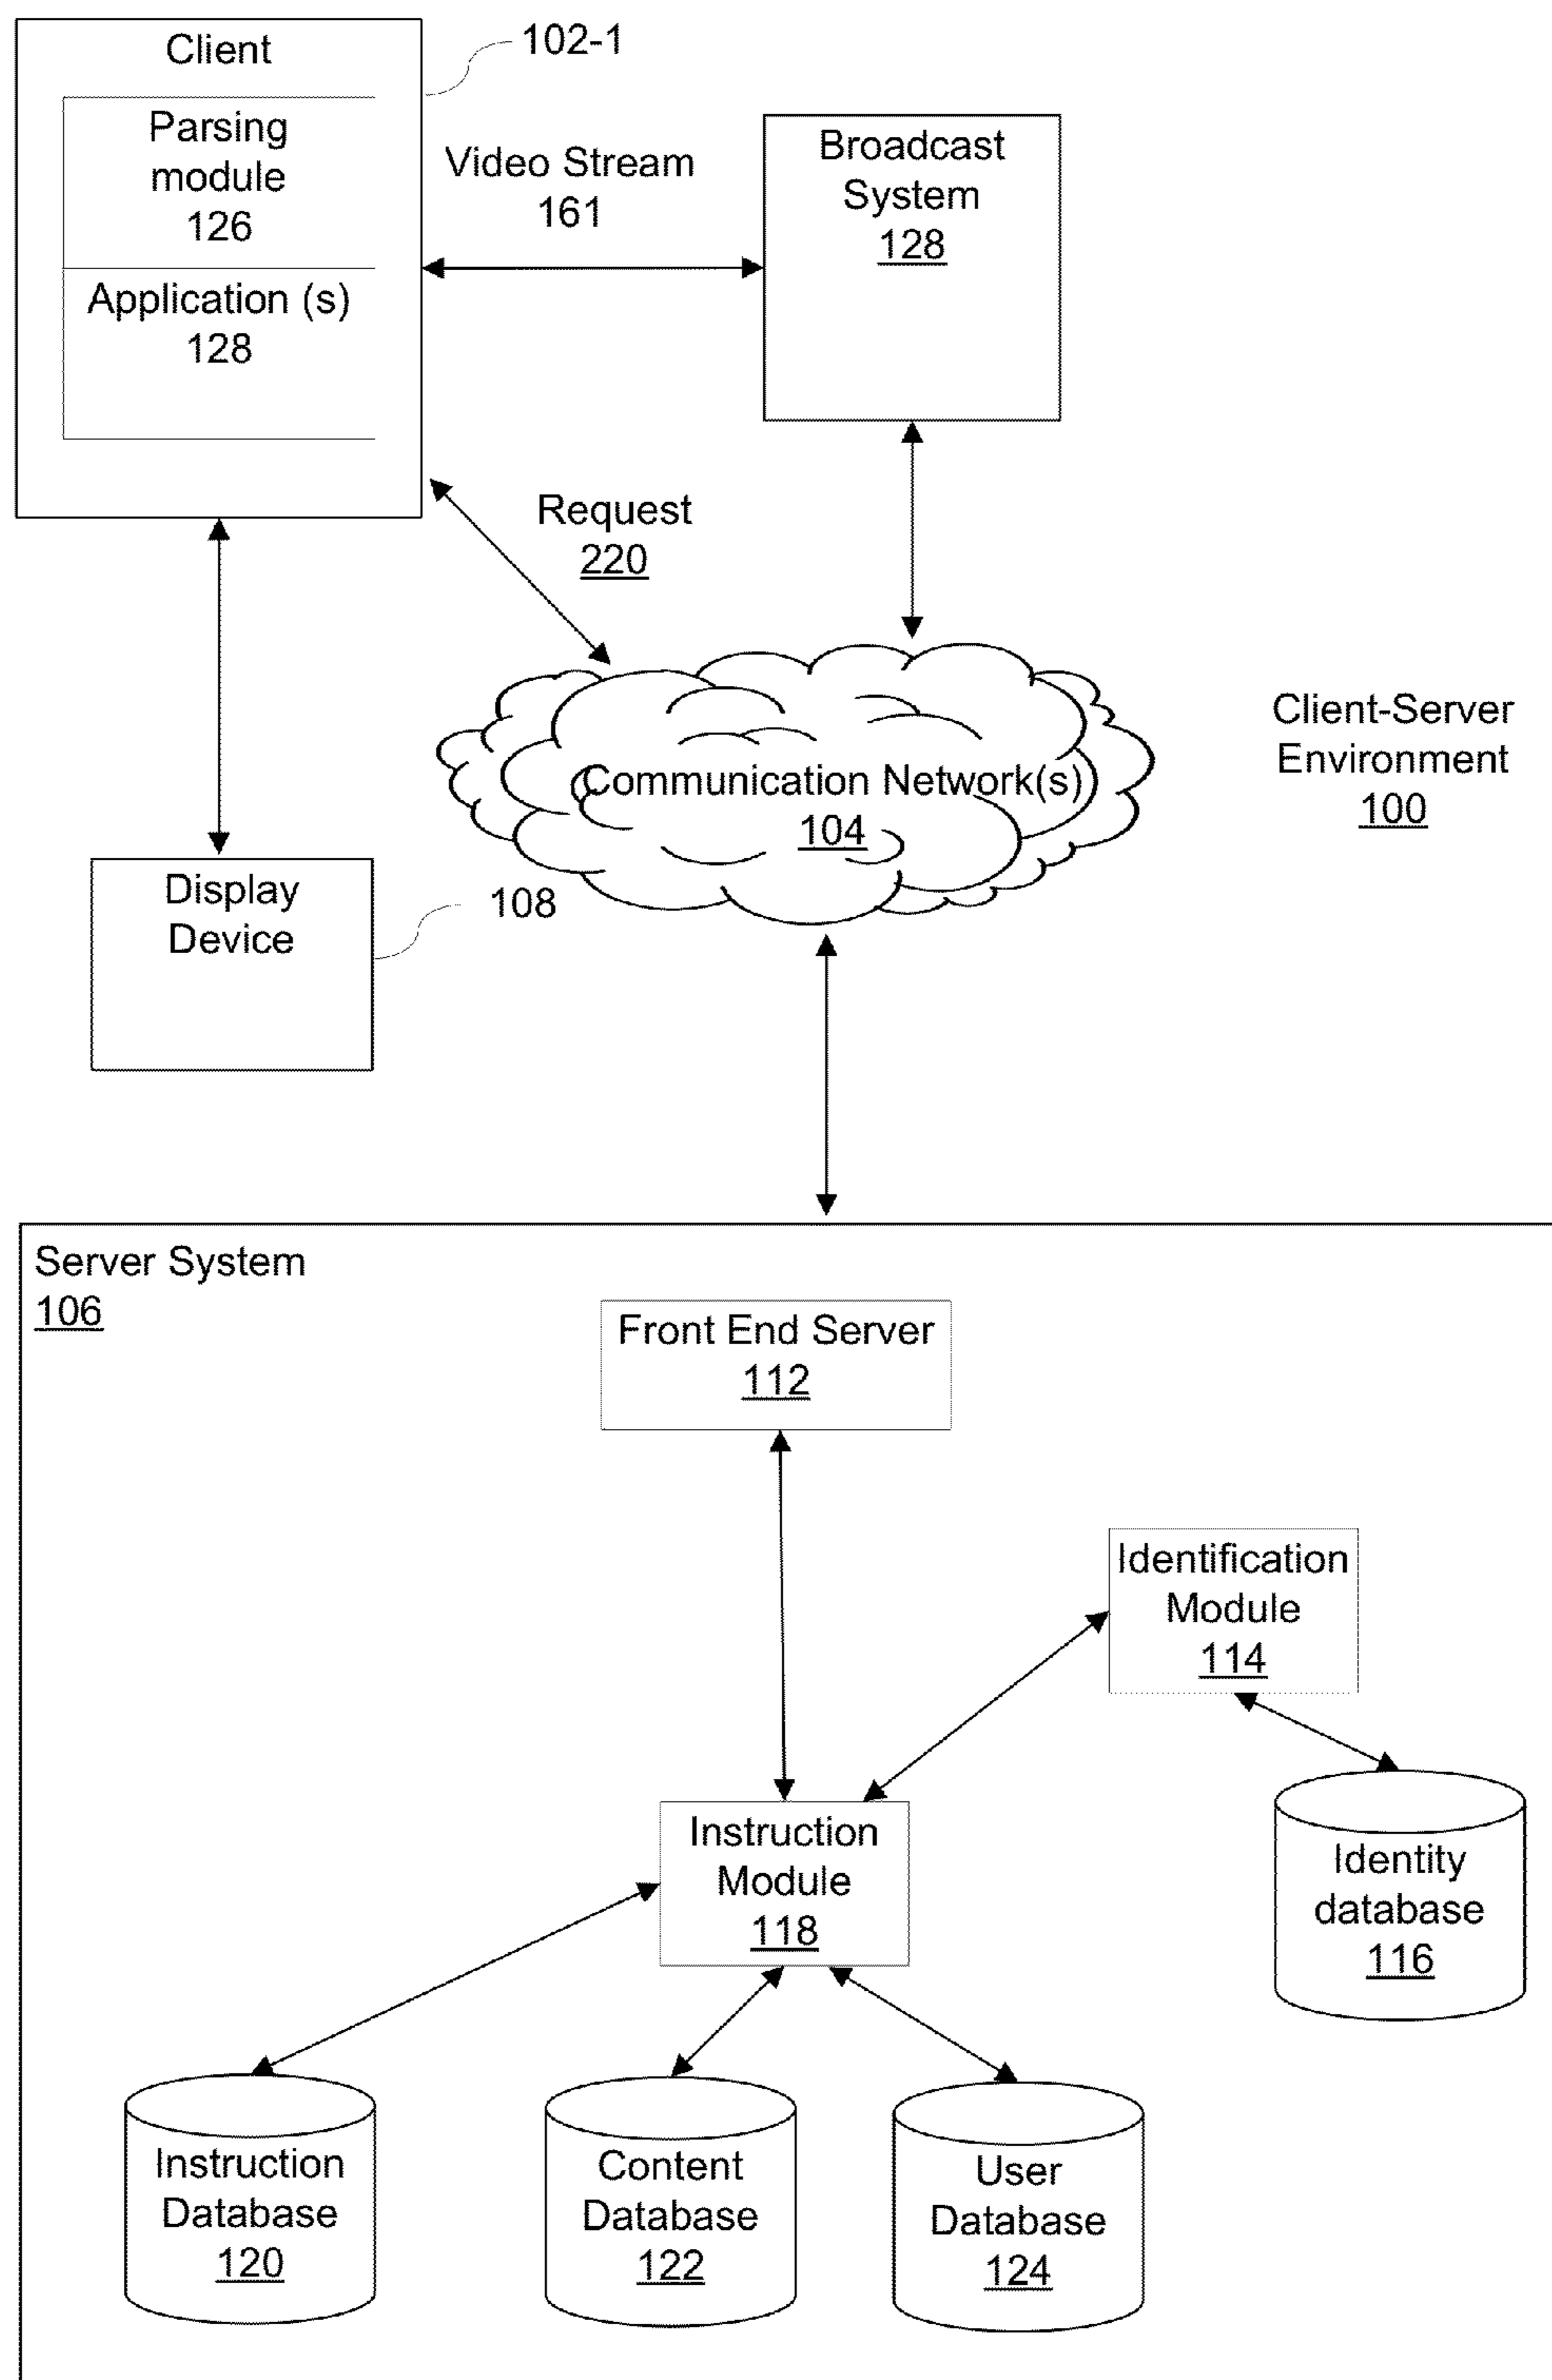 Client
102-1
Parsing
module
126
Application (s)
128
Video Stream
161
Broadcast
System
128
Request
220
Communication Network(s)
104
Client-Server
Environment
100
Display
Device
108
Server System
106
Front End Server
112
Identification
Module
114
Identity
database
116
Instruction
Module
118
Instruction
Database
120
Content
Database
122
User
Database
124